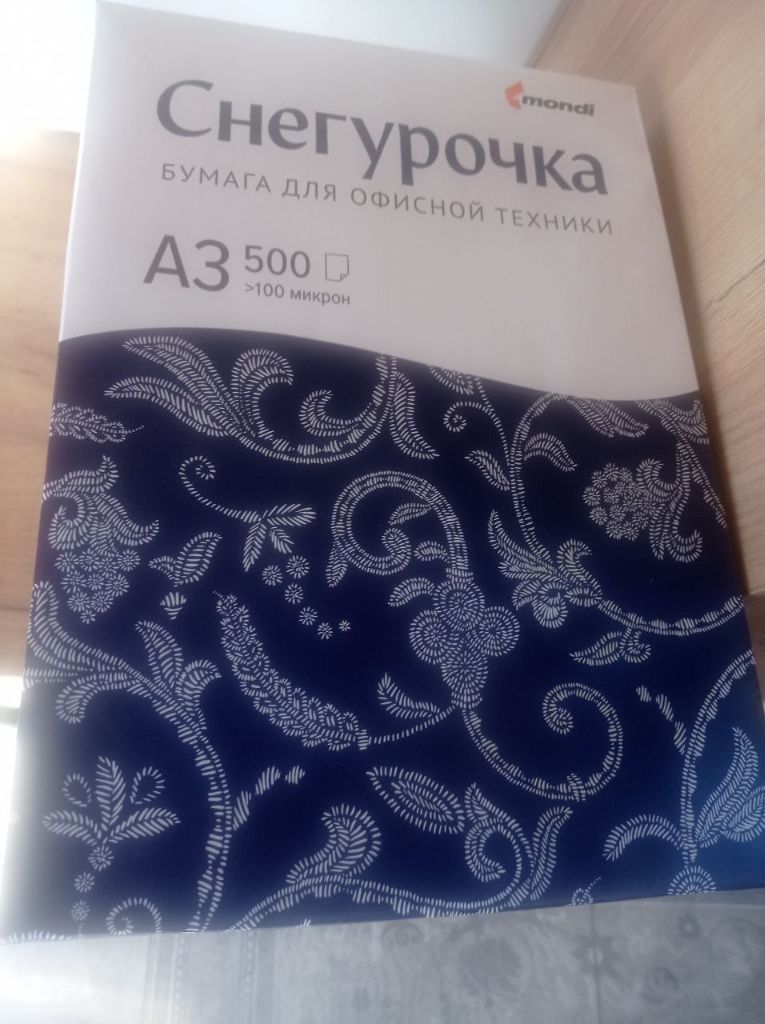 mondi
Снегурочка
БУМАГА ДЛЯ ОФИСНОЙ ТЕХНИКИ
А3 500
>100 микрон